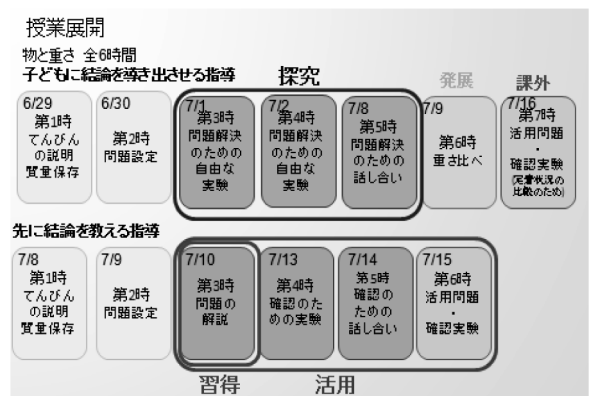 授業展開
物と重さ 全6時間
子どもに結論を導き出させる指導
探究
発展
課外
6/29
第1時
てんびん
の説明
質量保存
6/30
第2時
問題設定
7/1
第3時
問題解決
のための
自由な
実験
7/2
第4時
問題解決
のための
自由な
実験
7/8
第5時
問題解決
のための
話し合い
7/9
第6時
重さ比べ
7/16
第7時
活用問題
・
確認実験
(定着状況の
比較のため)
先に結論を教える指導
7/8
第1時
てんびん
の説明
質量保存
7/9
第2時
問題設定
7/10
第3時
問題の
解説
7/13
第4時
確認のた
めの実験
7/14
第5時
確認の
ための
話し合い
7/15
第6時
活用問題
・
確認実験
習得
活用